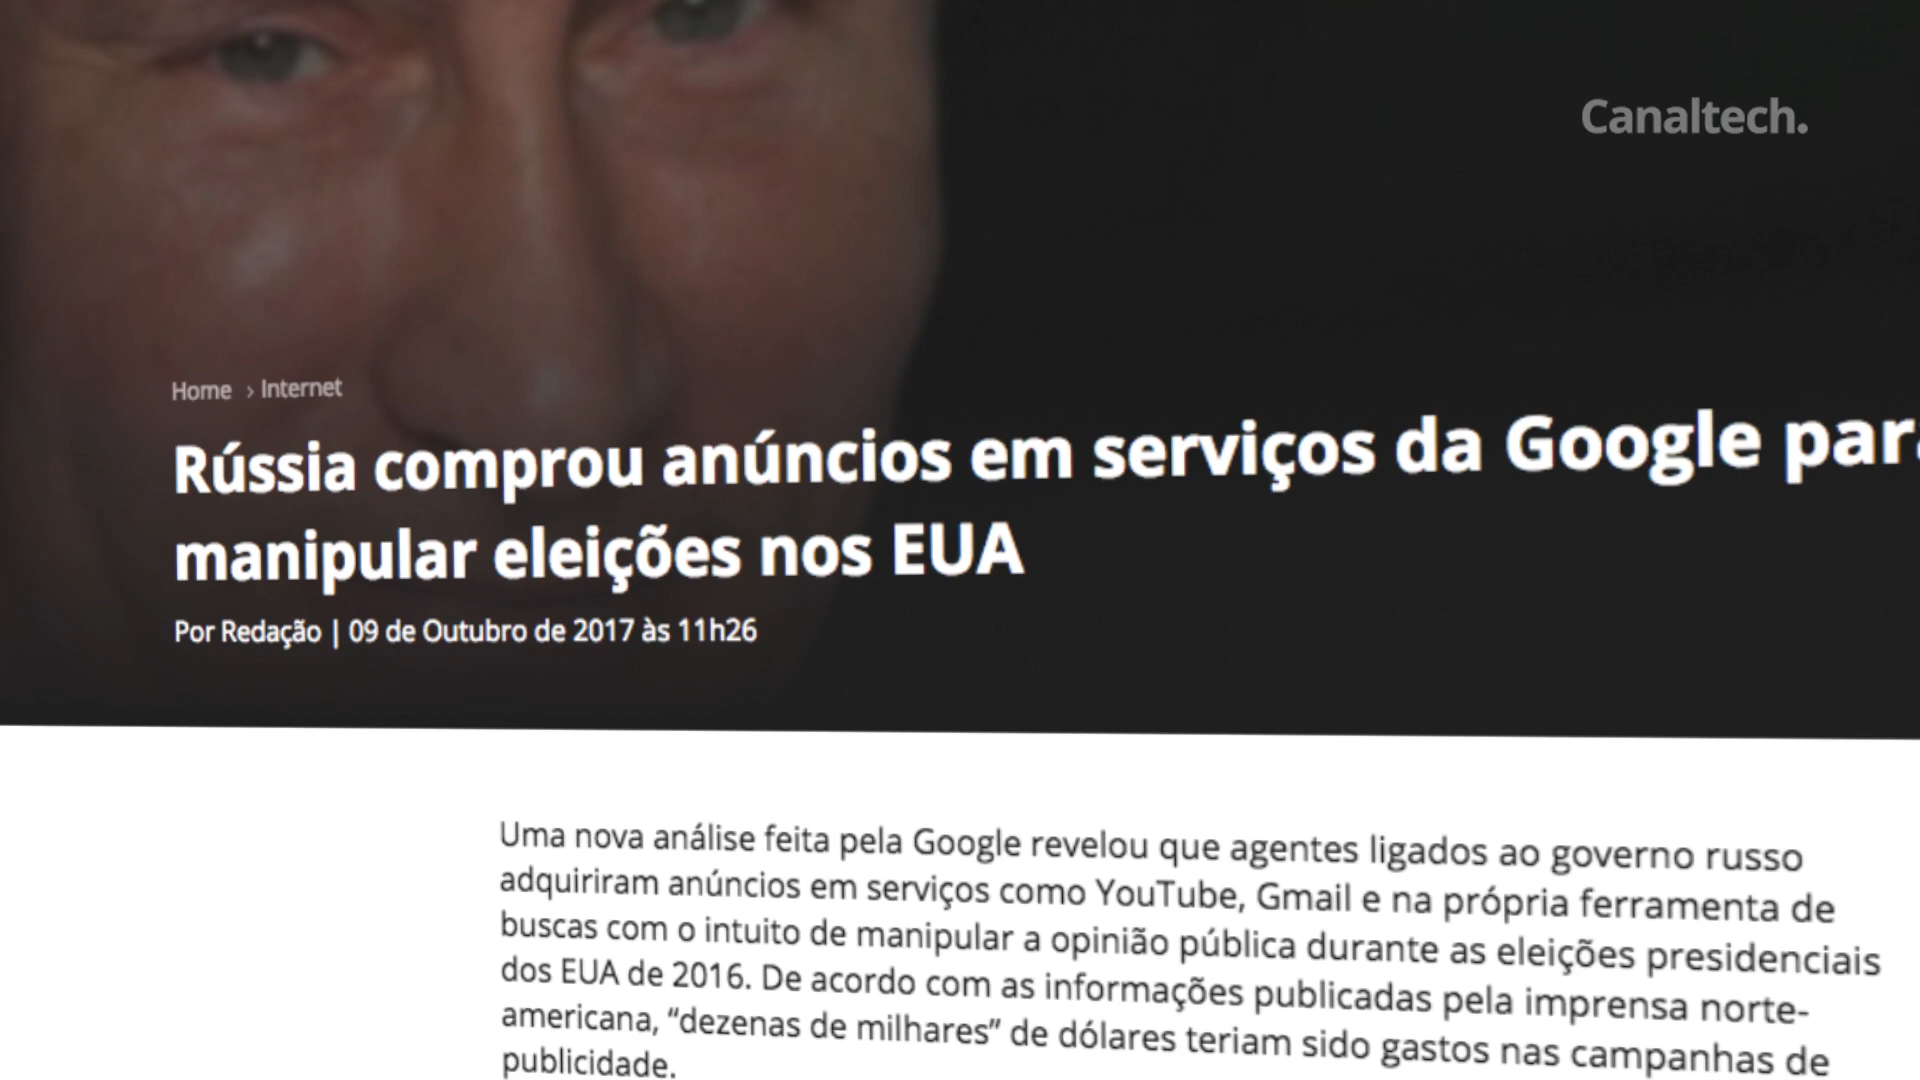 Canaltech.
Home › Internet
Rússia comprou anúncios em serviços da Google par
manipular eleições nos EUA
Por Redação | 09 de Outubro de 2017 às 11h26
Uma nova análise feita pela Google revelou que agentes ligados ao governo russo
adquiriram anúncios em serviços como YouTube, Gmail e na própria ferramenta de
buscas com o intuito de manipular a opinião pública durante as eleições presidenciais
dos EUA de 2016. De acordo com as informações publicadas pela imprensa norte-
americana, “dezenas de milhares” de dólares teriam sido gastos nas campanhas de
publicidade.